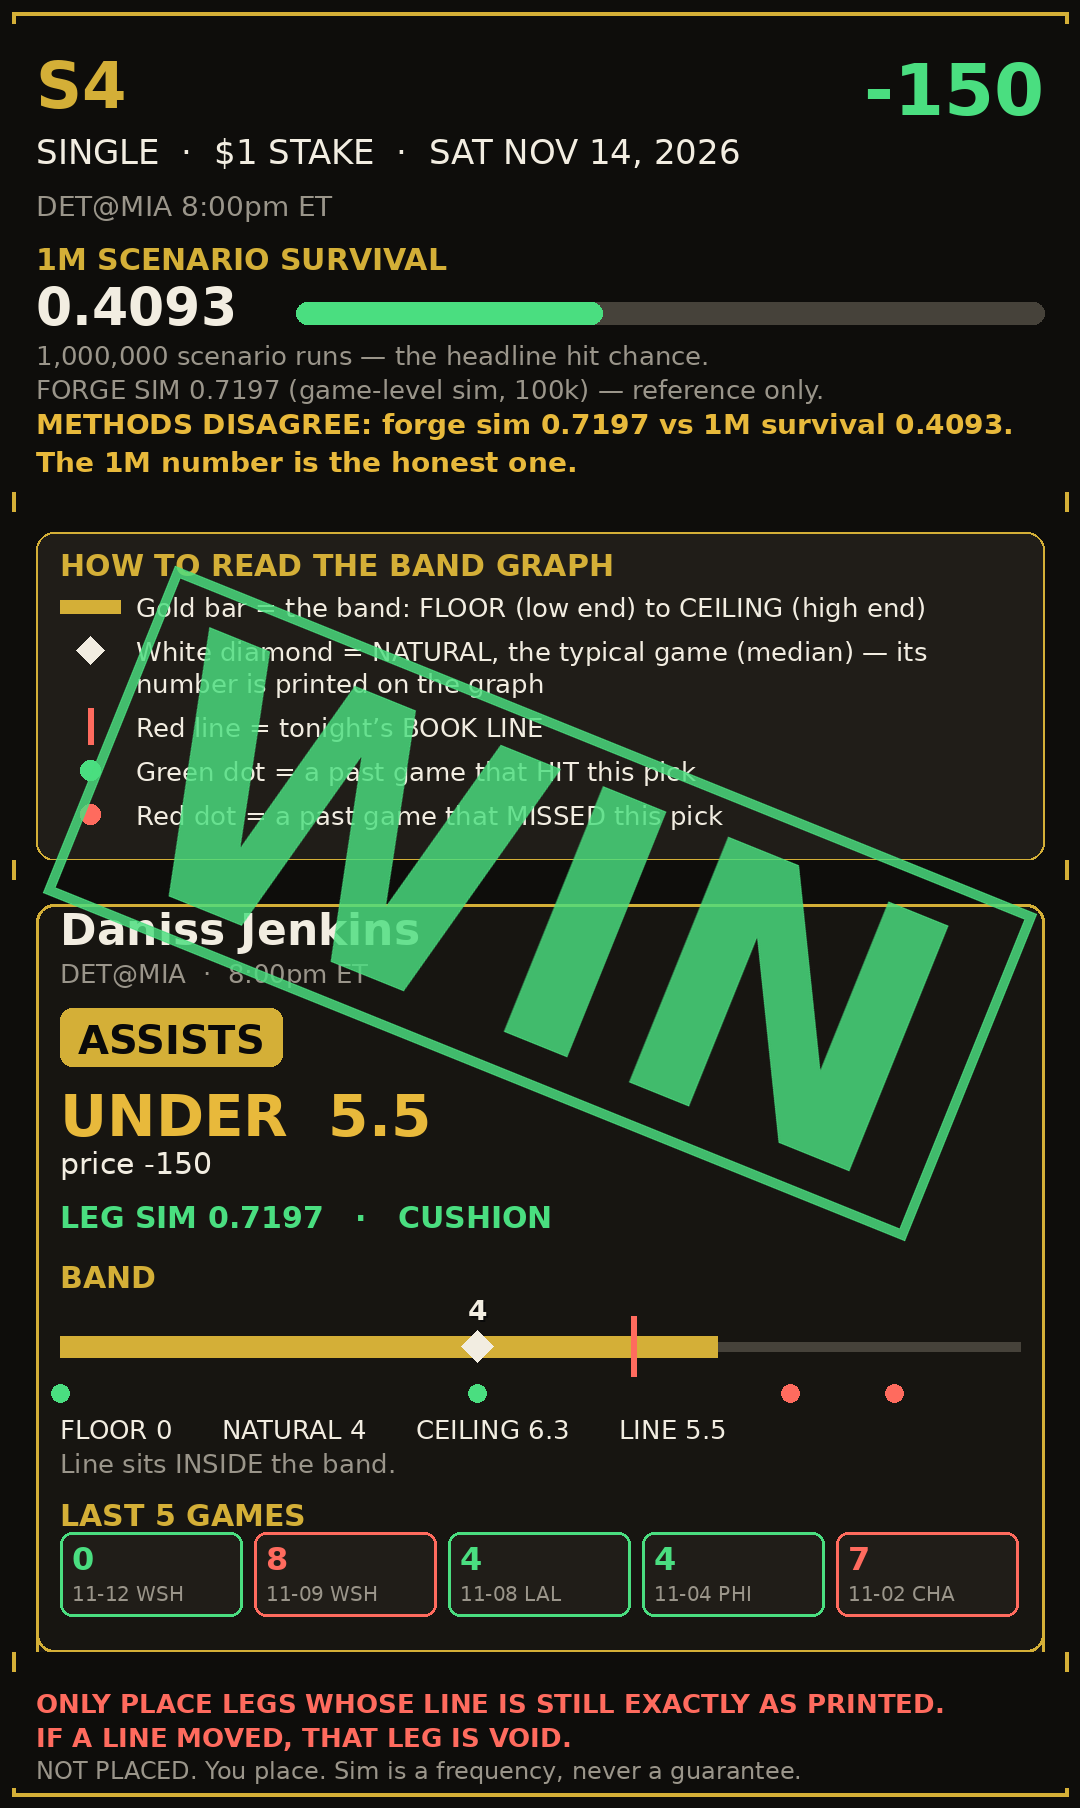 S4
-150
SINGLE · $1 STAKE · SAT NOV 14, 2026
DET@MIA 8:00pm ET
1M SCENARIO SURVIVAL
0.4093
1,000,000 scenario runs — the headline hit chance.
FORGE SIM 0.7197 (game-level sim, 100k) — reference only.
METHODS DISAGREE: forge sim 0.7197 vs 1M survival 0.4093.
The 1M number is the honest one.
HOW TO READ THE BAND GRAPH
Gold bar = the band: FLOOR (low end) to CEILING (high end)
White diamond = NATURAL, the typical game (median) — its
number is printed on the graph
Red line = tonight’s BOOK LINE
Green dot = a past game that HIT this pick
Red dot = a past game that MISSED this pick
WIN
Daniss Jenkins
DET@MIA · 8:00pm ET
ASSISTS
UNDER 5.5
price -150
LEG SIM 0.7197 · CUSHION
BAND
4
FLOOR 0 NATURAL 4 CEILING 6.3 LINE 5.5
Line sits INSIDE the band.
LAST 5 GAMES
0 8 4 4 7
11-12 WSH 11-09 WSH 11-08 LAL 11-04 PHI 11-02 CHA
ONLY PLACE LEGS WHOSE LINE IS STILL EXACTLY AS PRINTED.
IF A LINE MOVED, THAT LEG IS VOID.
NOT PLACED. You place. Sim is a frequency, never a guarantee.